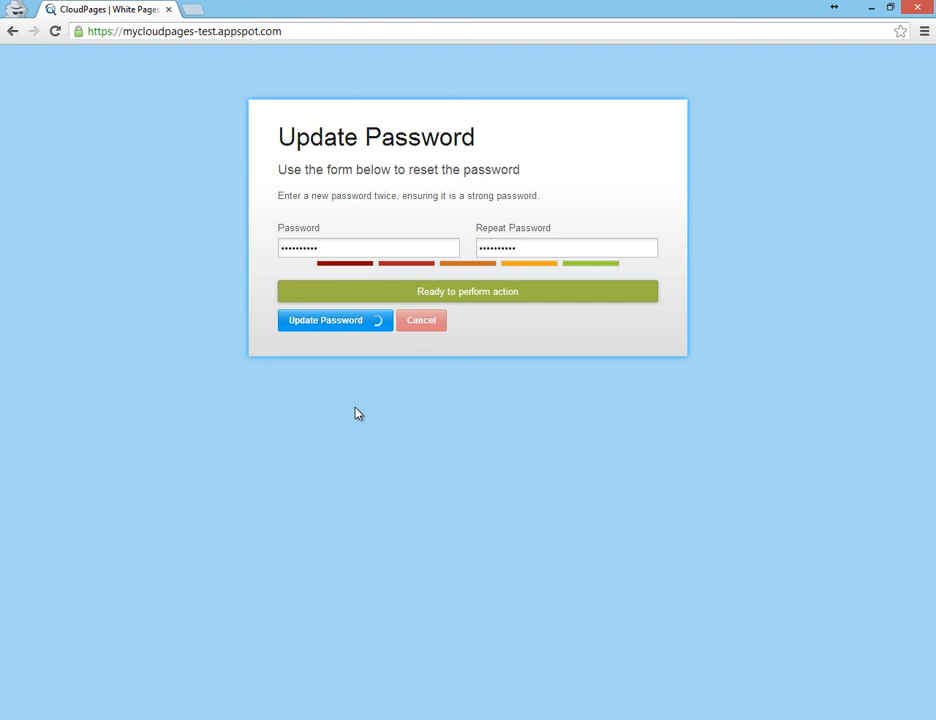 CloudPages | White Pages
https://mycloudpages-test.appspot.com
Update Password
Use the form below to reset the password
Enter a new password twice, ensuring it is a strong password.
Password Repeat Password
•••••••••• ••••••••••
Ready to perform action
Update Password Cancel